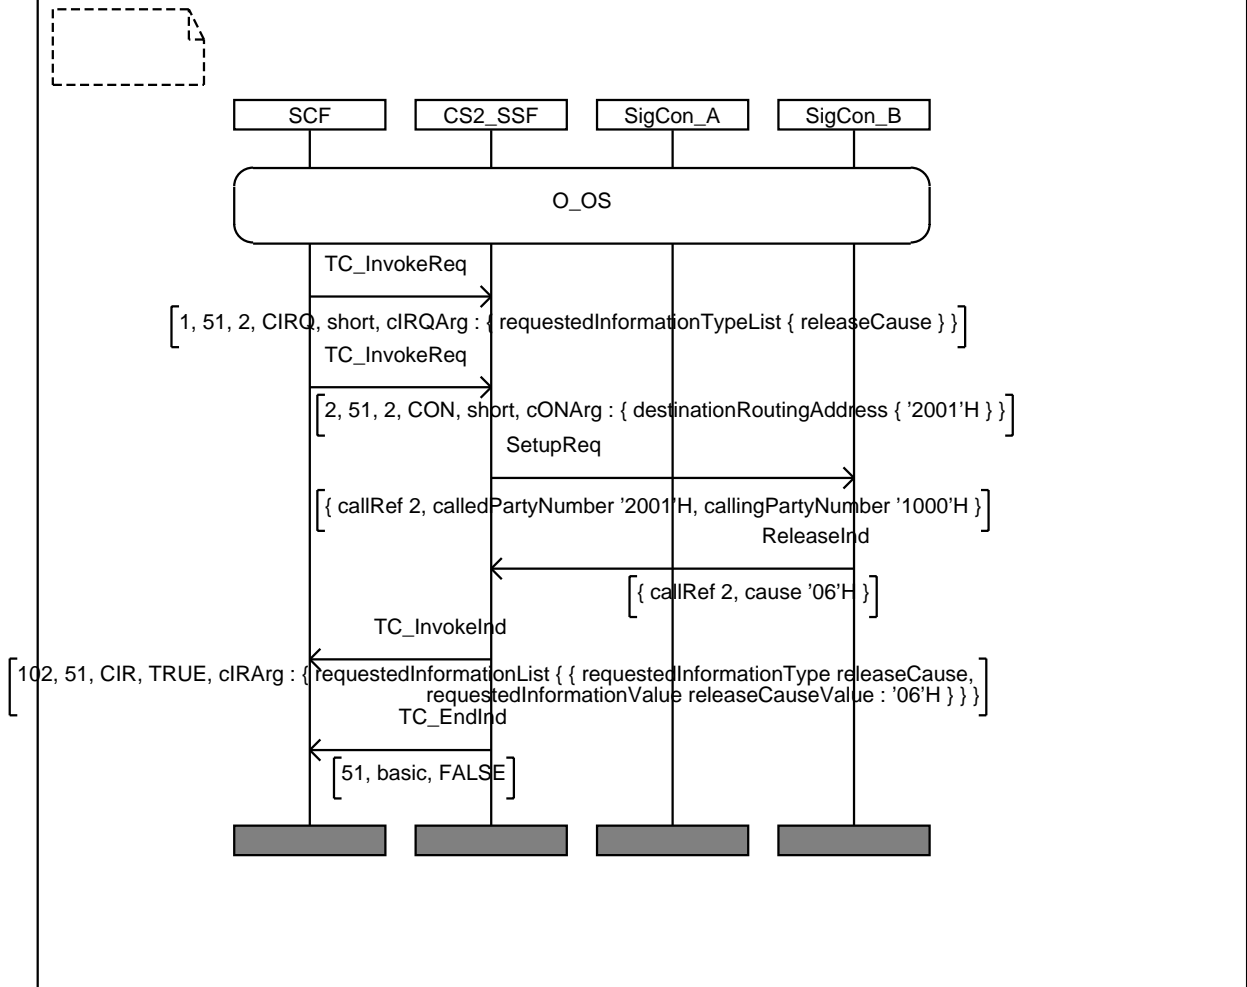 SCF
CS2_SSF
SigCon_A
SigCon_B
O_OS
TC_InvokeReq
1, 51, 2, CIRQ, short, cIRQArg : { requestedInformationTypeList { releaseCause } }
TC_InvokeReq
2, 51, 2, CON, short, cONArg : { destinationRoutingAddress { '2001'H } }
SetupReq
{ callRef 2, calledPartyNumber '2001'H, callingPartyNumber '1000'H }
ReleaseInd
{ callRef 2, cause '06'H }
TC_InvokeInd
102, 51, CIR, TRUE, cIRArg : { requestedInformationList { { requestedInformationType releaseCause,
requestedInformationValue releaseCauseValue : '06'H } } }
TC_EndInd
51, basic, FALSE